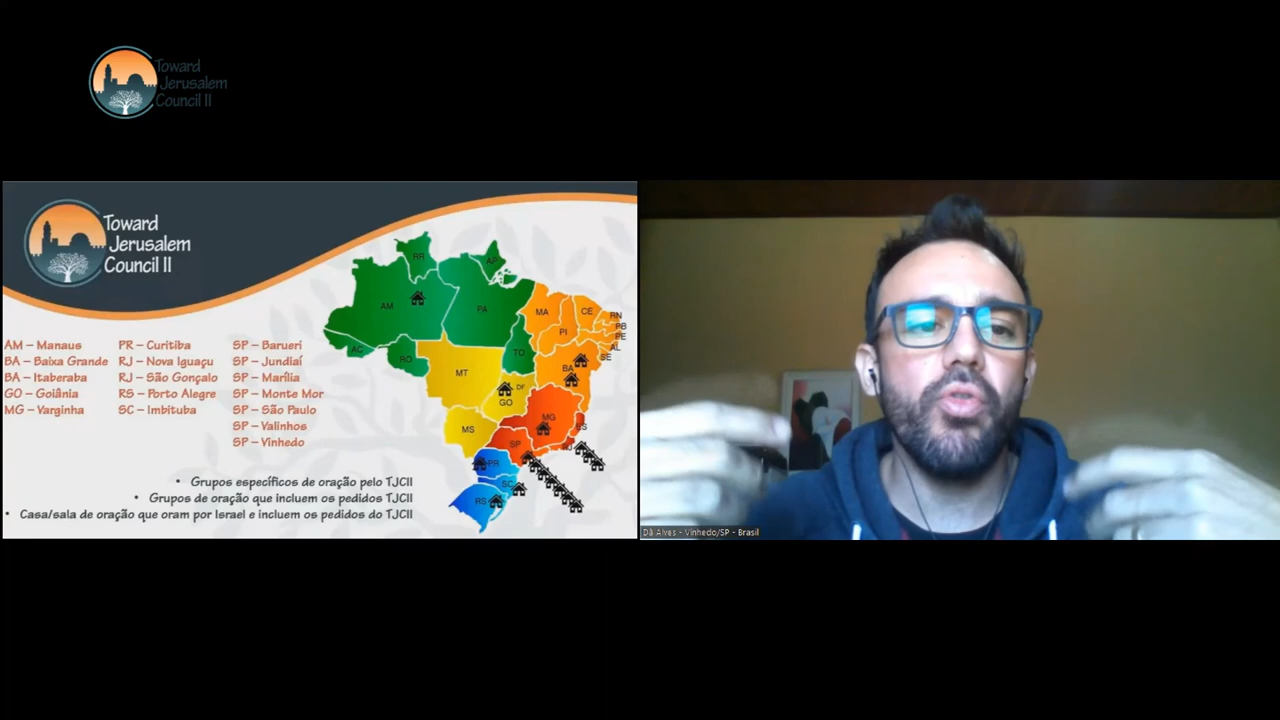 Toward
Jerusalem
Council II
Toward
Jerusalem
Council II
AM – Manaus
BA – Baixa Grande
BA – Itaberaba
GO – Goiânia
MG – Varginha
PR – Curitiba
RJ – Nova Iguaçu
RJ – São Gonçalo
RS – Porto Alegre
SC – Imbituba
SP – Barueri
SP – Jundiaí
SP – Marília
SP – Monte Mor
SP – São Paulo
SP – Valinhos
SP – Vinhedo
• Grupos específicos de oração pelo TJCII
• Grupos de oração que incluem os pedidos TJCII
• Casa/sala de oração que oram por Israel e incluem os pedidos do TJCII
RR
AP
AM
PA
MA
CE
RN
PB
PE
AL
SE
PI
AC
RO
TO
BA
MT
DF
GO
MG
ES
MS
SP
RJ
PR
SC
RS
Dã Alves - Vinhedo/SP - Brasil